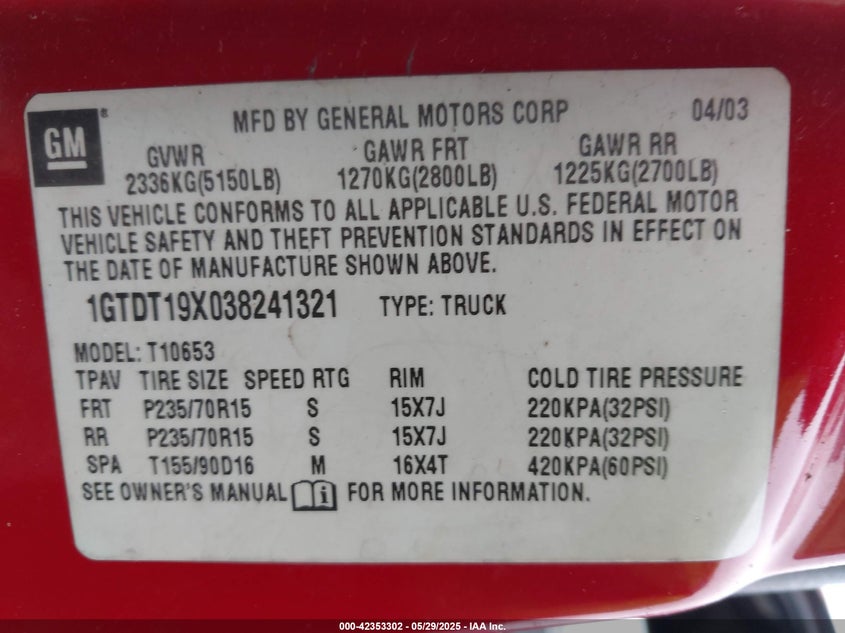 GM ®
MFD BY GENERAL MOTORS CORP 04/03
GVWR GAWR FRT GAWR RR
2336KG(5150LB) 1270KG(2800LB) 1225KG(2700LB)
THIS VEHICLE CONFORMS TO ALL APPLICABLE U.S. FEDERAL MOTOR
VEHICLE SAFETY AND THEFT PREVENTION STANDARDS IN EFFECT ON
THE DATE OF MANUFACTURE SHOWN ABOVE.
1GTDT19X038241321 TYPE: TRUCK
MODEL: T10653
TPAV TIRE SIZE SPEED RTG RIM COLD TIRE PRESSURE
FRT P235/70R15 S 15X7J 220KPA(32PSI)
RR P235/70R15 S 15X7J 220KPA(32PSI)
SPA T155/90D16 M 16X4T 420KPA(60PSI)
SEE OWNER'S MANUAL i FOR MORE INFORMATION.
000-42353302 - 05/29/2025 - IAA Inc.